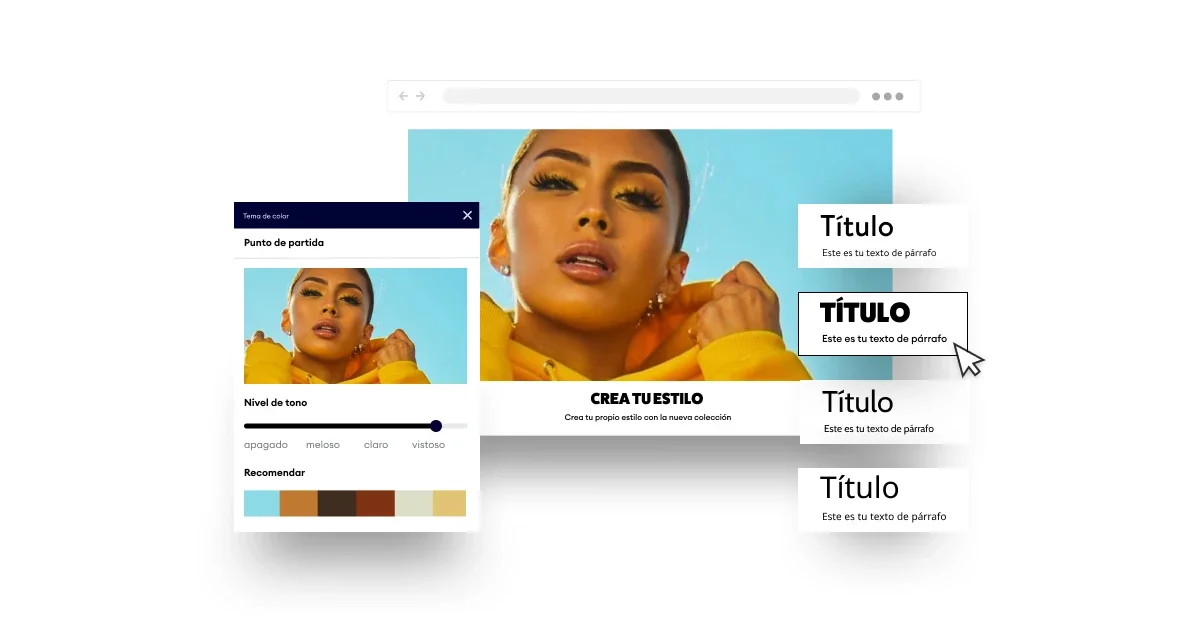 Tema de color
Punto de partida
Nivel de tono
apagado meloso claro vistoso
Recomendar
CREA TU ESTILO
Crea tu propio estilo con la nueva colección
Título
Este es tu texto de párrafo
TÍTULO
Este es tu texto de párrafo
Título
Este es tu texto de párrafo
Título
Este es tu texto de párrafo